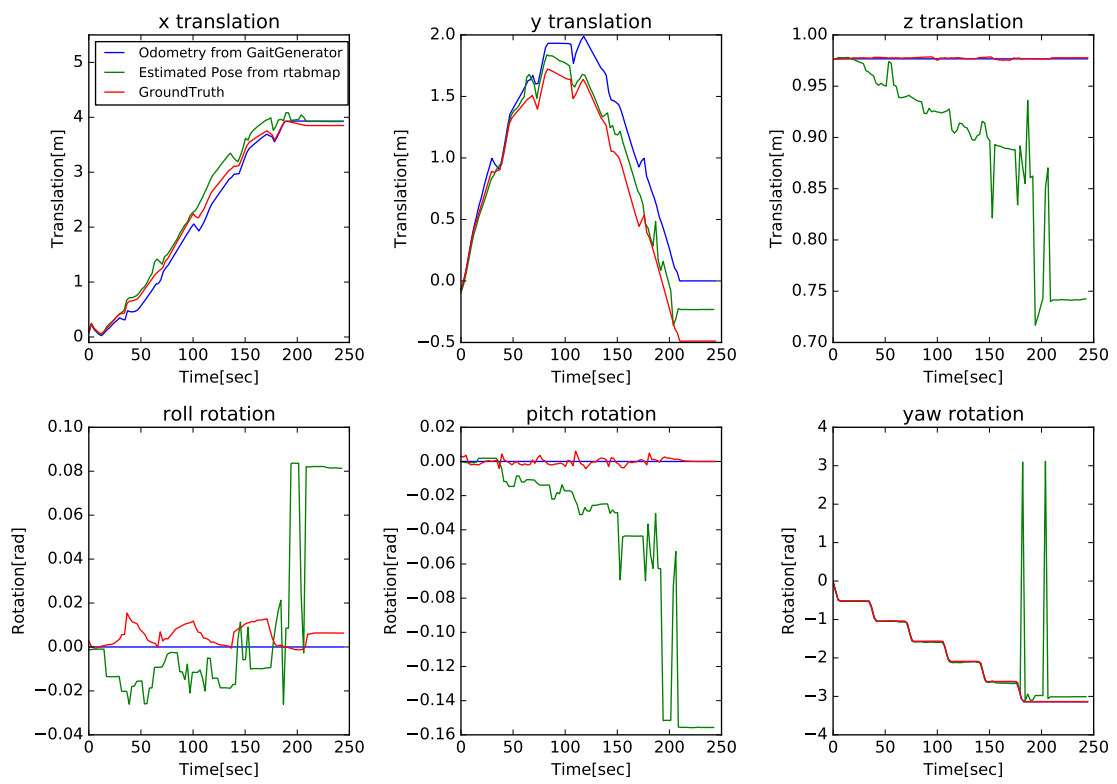 x translation
Translation[m]
5
4
3
2
1
0
Odometry from GaitGenerator
Estimated Pose from rtabmap
GroundTruth
0 50 100 150 200 250
Time[sec]
y translation
Translation[m]
2.0
1.5
1.0
0.5
0.0
−0.5
0 50 100 150 200 250
Time[sec]
z translation
Translation[m]
1.00
0.95
0.90
0.85
0.80
0.75
0.70
0 50 100 150 200 250
Time[sec]
roll rotation
Rotation[rad]
0.10
0.08
0.06
0.04
0.02
0.00
−0.02
−0.04
0 50 100 150 200 250
Time[sec]
pitch rotation
Rotation[rad]
0.02
0.00
−0.02
−0.04
−0.06
−0.08
−0.10
−0.12
−0.14
−0.16
0 50 100 150 200 250
Time[sec]
yaw rotation
Rotation[rad]
4
3
2
1
0
−1
−2
−3
−4
0 50 100 150 200 250
Time[sec]